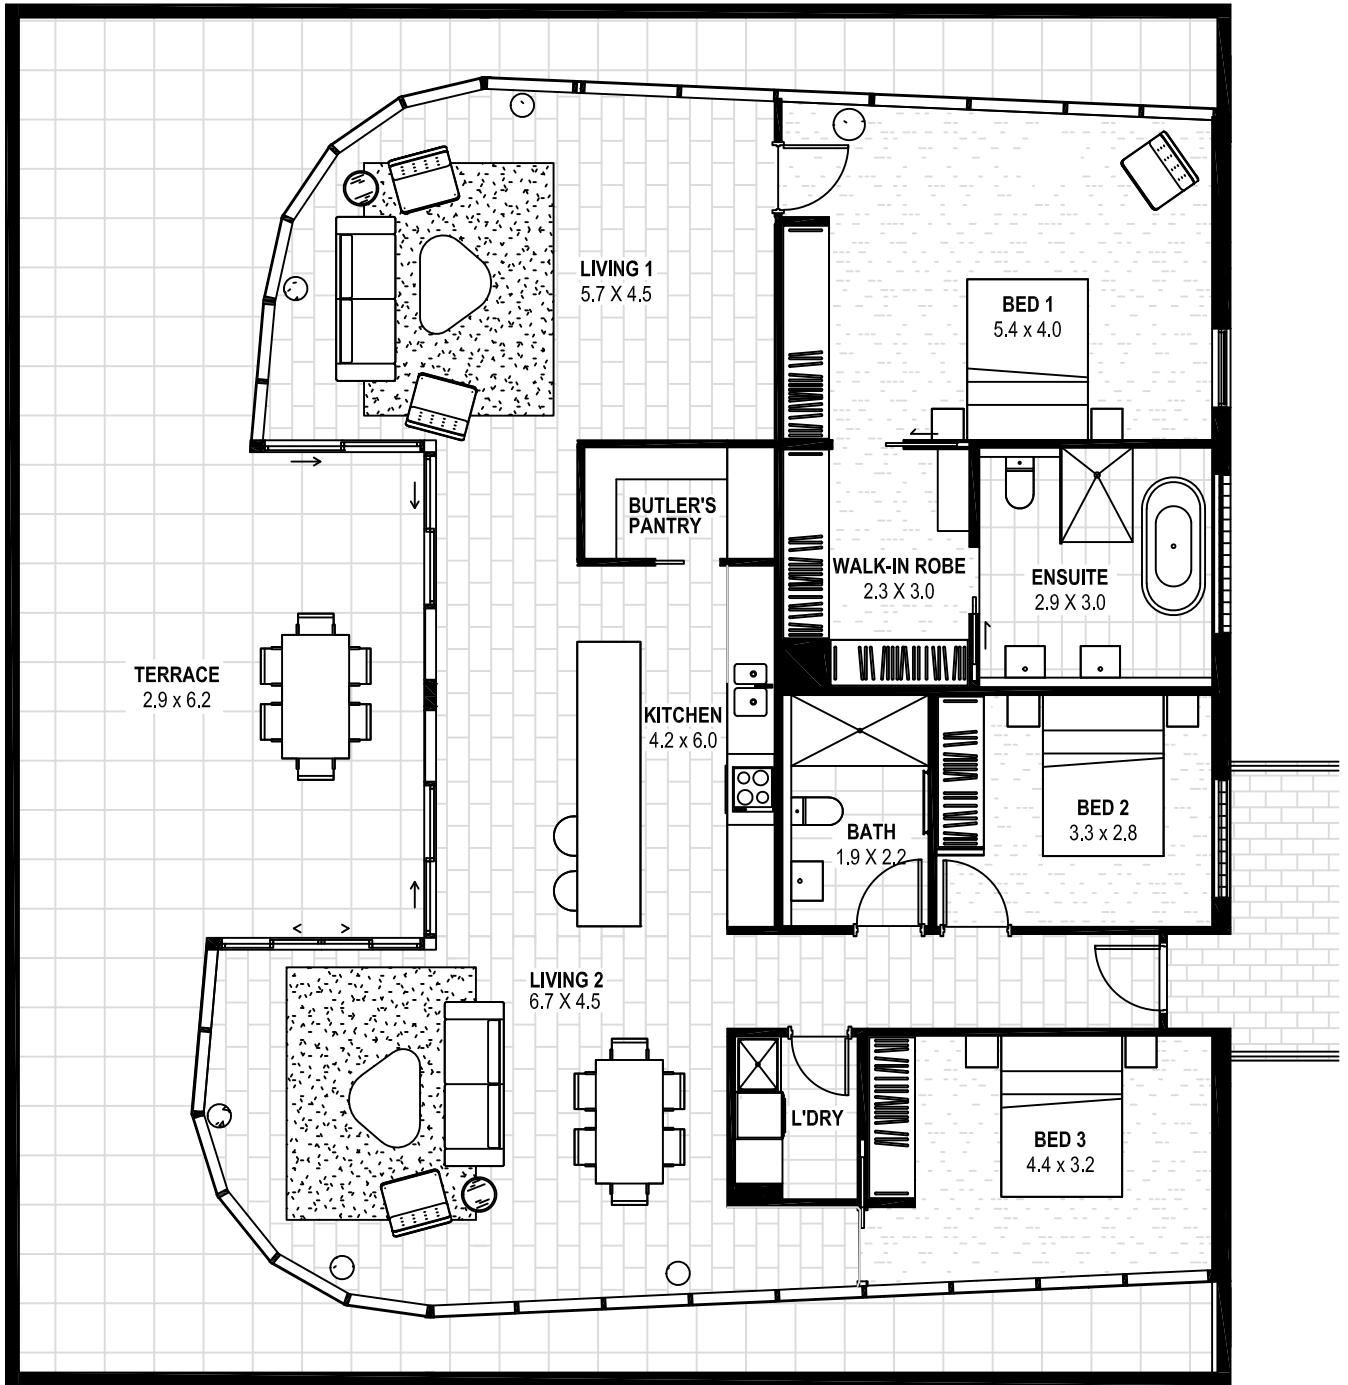 LIVING 1
5.7 X 4.5
BED 1
5.4 x 4.0
BUTLER'S
PANTRY
WALK-IN ROBE
2.3 X 3.0
ENSUITE
2.9 X 3.0
TERRACE
2.9 x 6.2
KITCHEN
4.2 x 6.0
BATH
1.9 X 2.2
BED 2
3.3 x 2.8
LIVING 2
6.7 X 4.5
L'DRY
BED 3
4.4 x 3.2